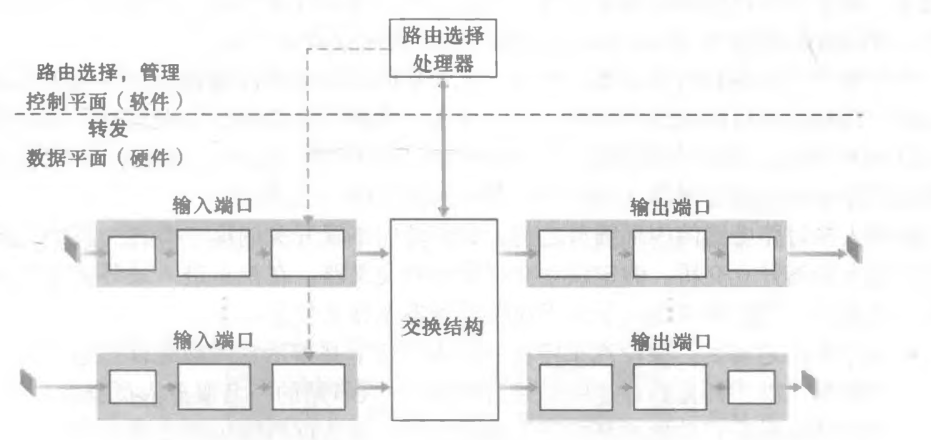 路由选择
处理器
路由选择，管理
控制平面（软件）
转发
数据平面（硬件）
输入端口
输出端口
交换结构
输入端口
输出端口